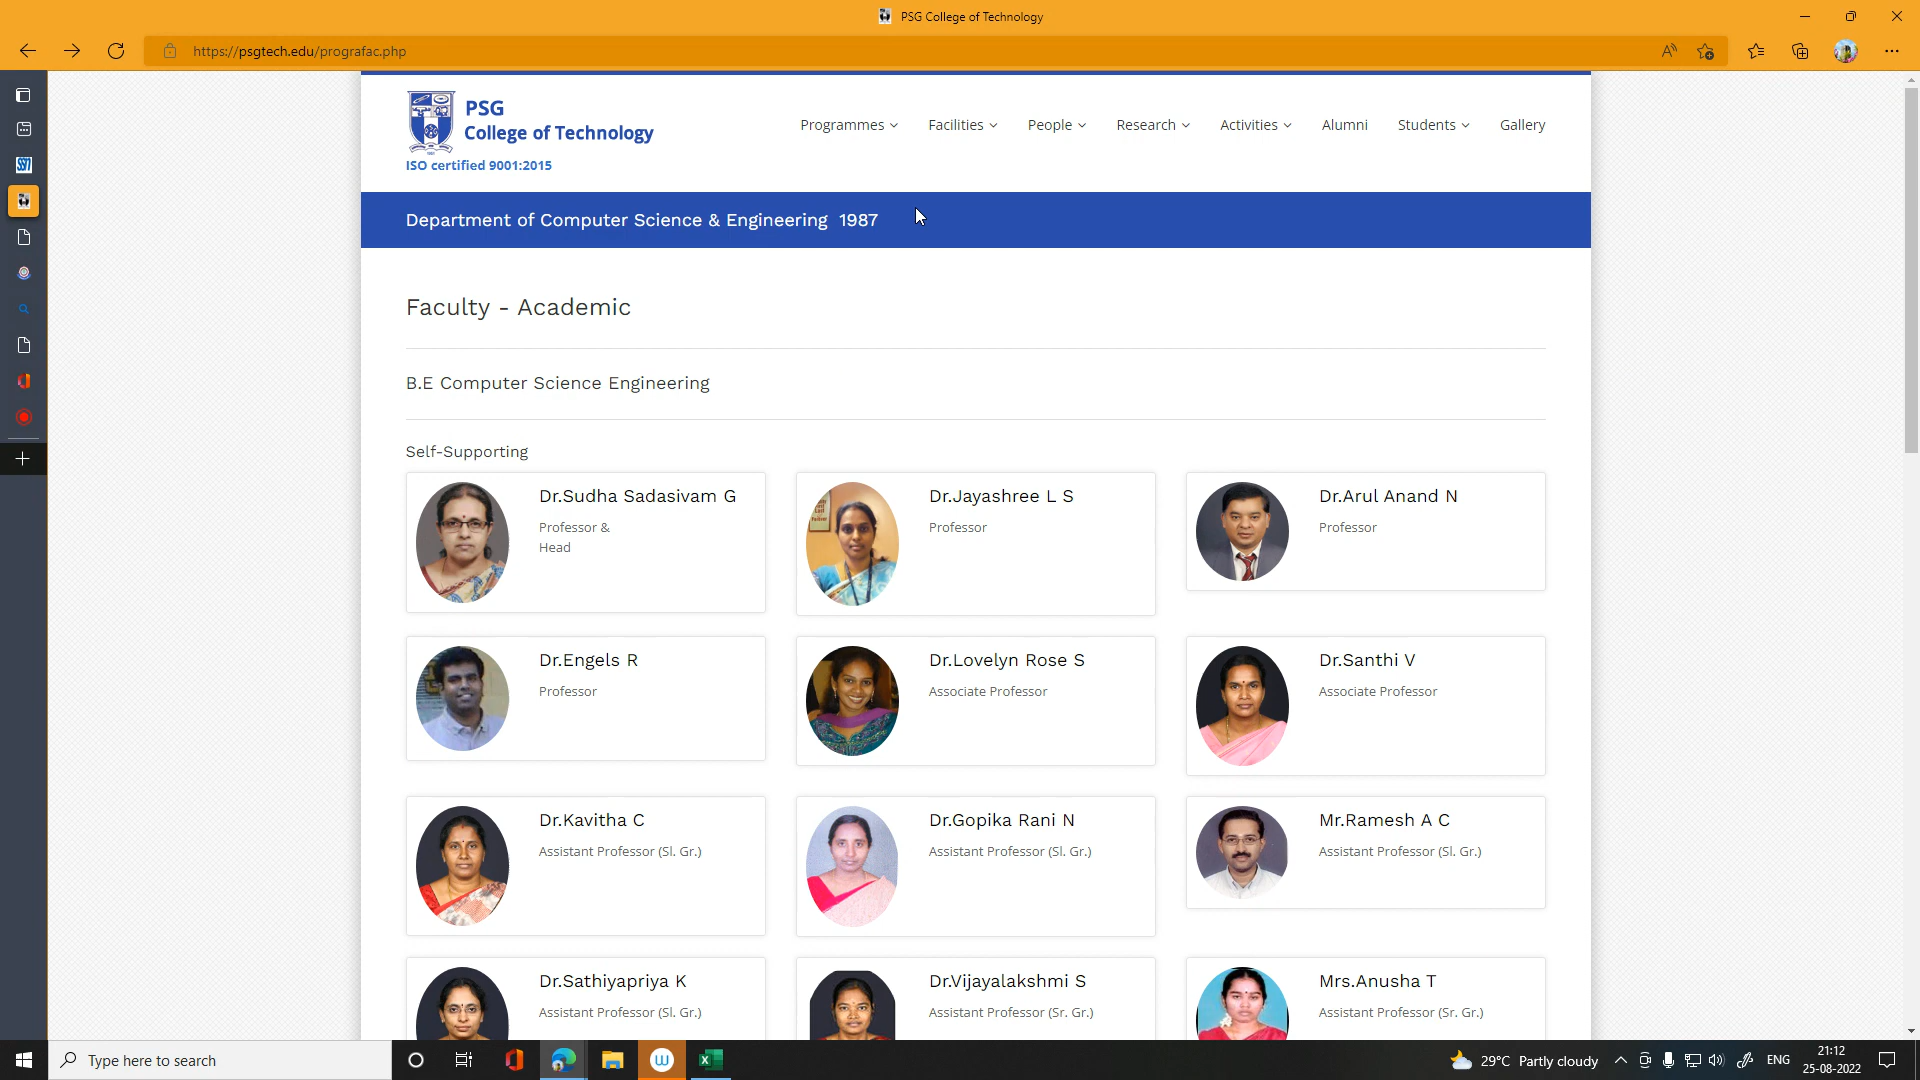 PSG College of Technology
https://psgtech.edu/prografac.php
PSG
College of Technology
ISO certified 9001:2015
Programmes
Facilities
People
Research
Activities
Alumni
Students
Gallery
Department of Computer Science & Engineering 1987
Faculty - Academic
B.E Computer Science Engineering
Self-Supporting
Dr.Sudha Sadasivam G
Professor &
Head
Dr.Jayashree L S
Professor
Dr.Arul Anand N
Professor
Dr.Engels R
Professor
Dr.Lovelyn Rose S
Associate Professor
Dr.Santhi V
Associate Professor
Dr.Kavitha C
Assistant Professor (Sl. Gr.)
Dr.Gopika Rani N
Assistant Professor (Sl. Gr.)
Mr.Ramesh A C
Assistant Professor (Sl. Gr.)
Dr.Sathiyapriya K
Assistant Professor (Sl. Gr.)
Dr.Vijayalakshmi S
Assistant Professor (Sr. Gr.)
Mrs.Anusha T
Assistant Professor (Sr. Gr.)
Type here to search
29°C Partly cloudy
ENG
21:12
25-08-2022